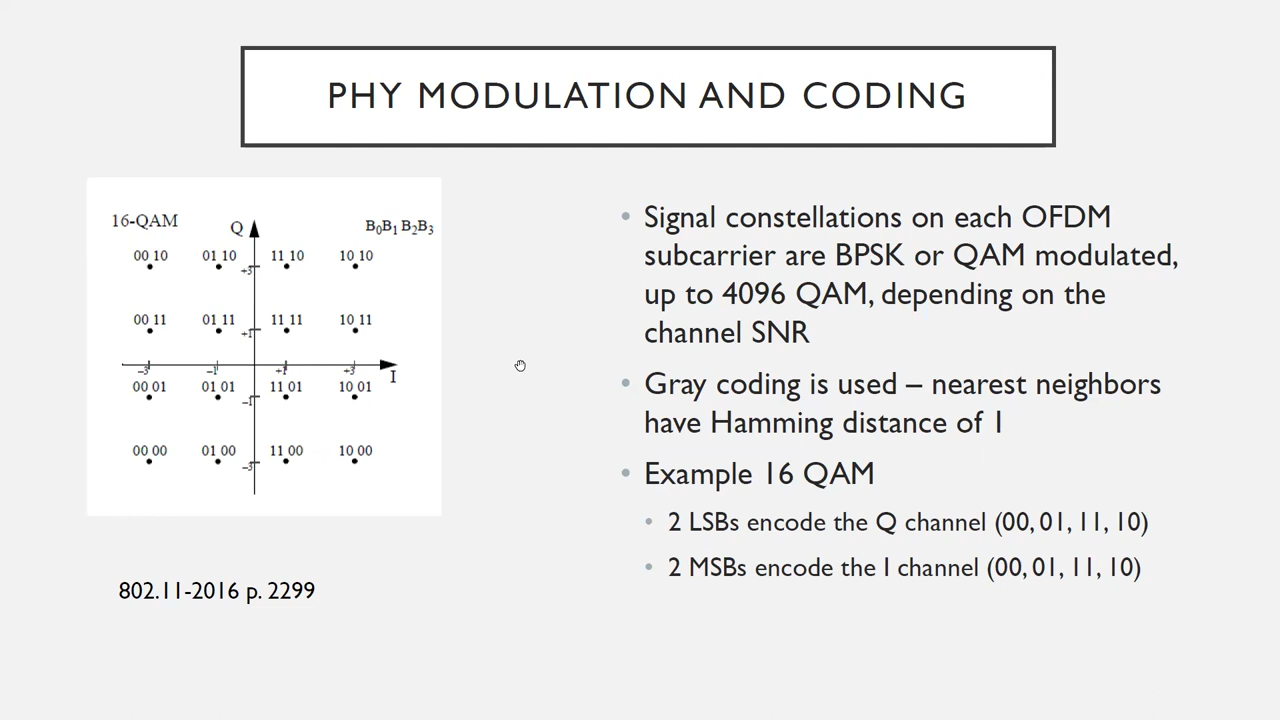 PHY MODULATION AND CODING
16-QAM
Q
B0B1 B2B3
00 10 01 10 11 10 10 10
+3
00 11 01 11 11 11 10 11
+1
-3 -1 +1 +3 I
00 01 01 01 11 01 10 01
-1
00 00 01 00 11 00 10 00
-3
802.11-2016 p. 2299
• Signal constellations on each OFDM
subcarrier are BPSK or QAM modulated,
up to 4096 QAM, depending on the
channel SNR
• Gray coding is used – nearest neighbors
have Hamming distance of 1
• Example 16 QAM
• 2 LSBs encode the Q channel (00, 01, 11, 10)
• 2 MSBs encode the I channel (00, 01, 11, 10)